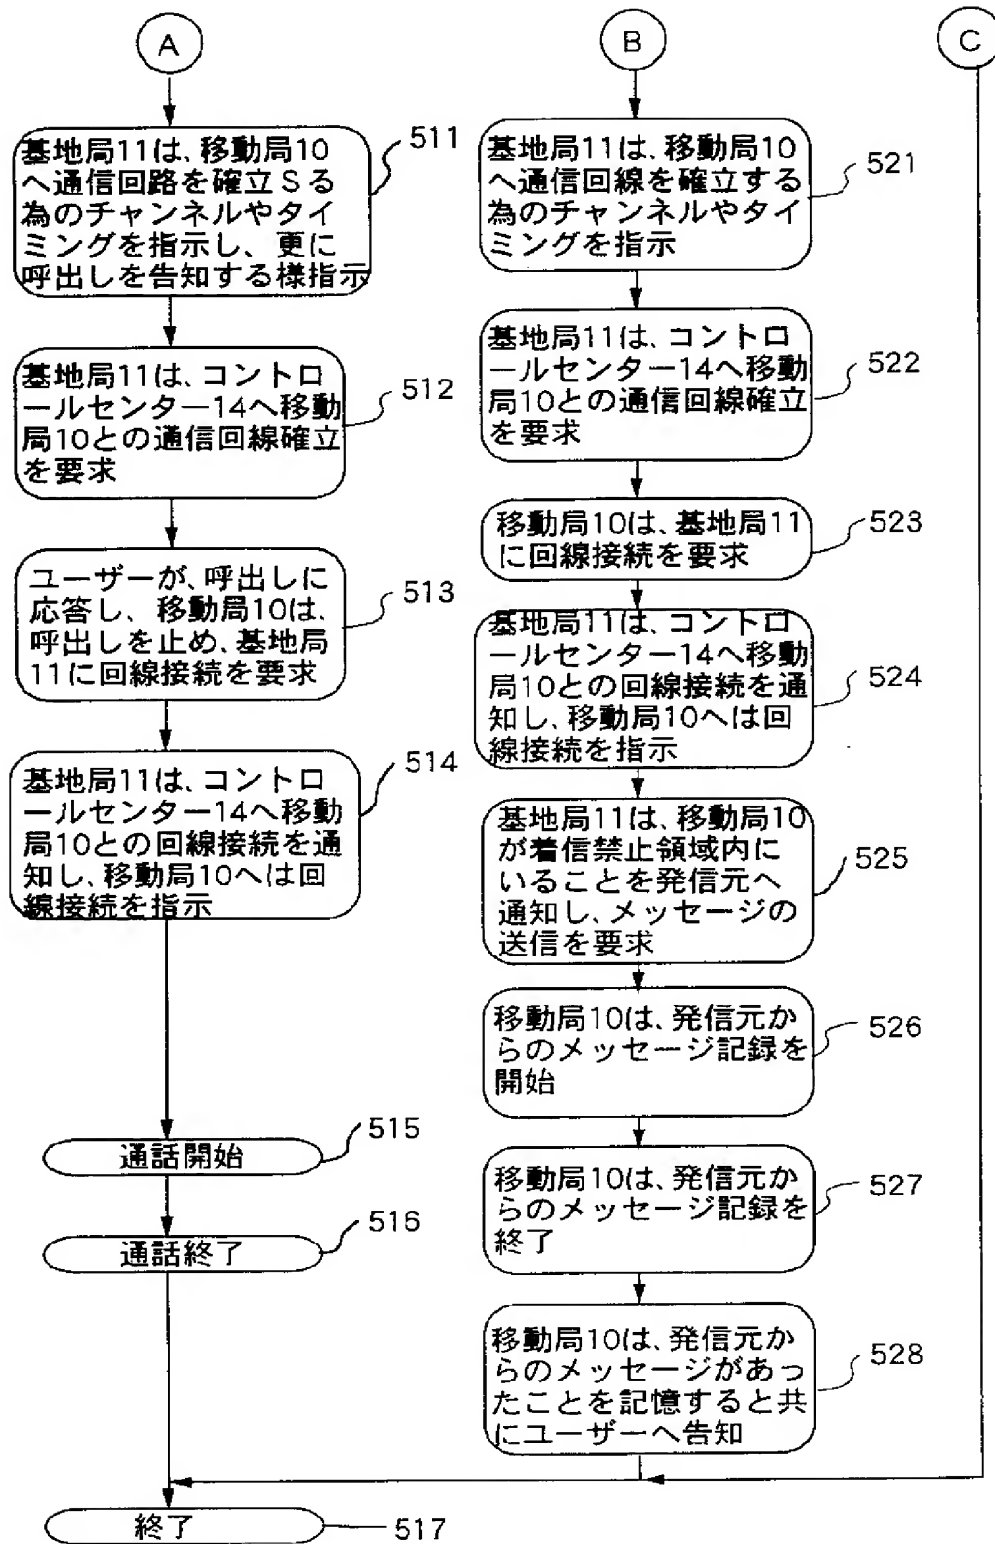 A
基地局11は、移動局10
へ通信回路を確立Sる
為のチャンネルやタイ
ミングを指示し、更に
呼出しを告知する様指示
511
基地局11は、コントロ
ールセンター14へ移動
局10との通信回線確立
を要求
512
ユーザーが、呼出しに
応答し、移動局10は、
呼出しを止め、基地局
11に回線接続を要求
513
基地局11は、コントロ
ールセンター14へ移動
局10との回線接続を通
知し、移動局10へは回
線接続を指示
514
通話開始
515
通話終了
516
終了
517
B
基地局11は、移動局10
へ通信回線を確立する
為のチャンネルやタイ
ミングを指示
521
基地局11は、コントロ
ールセンター14へ移動
局10との通信回線確立
を要求
522
移動局10は、基地局11
に回線接続を要求
523
基地局11は、コントロ
ールセンター14へ移動
局10との回線接続を通
知し、移動局10へは回
線接続を指示
524
基地局11は、移動局10
が着信禁止領域内に
いることを発信元へ
通知し、メッセージの
送信を要求
525
移動局10は、発信元か
らのメッセージ記録を
開始
526
移動局10は、発信元か
らのメッセージ記録を
終了
527
移動局10は、発信元か
らのメッセージがあっ
たことを記憶すると共
にユーザーへ告知
528
C